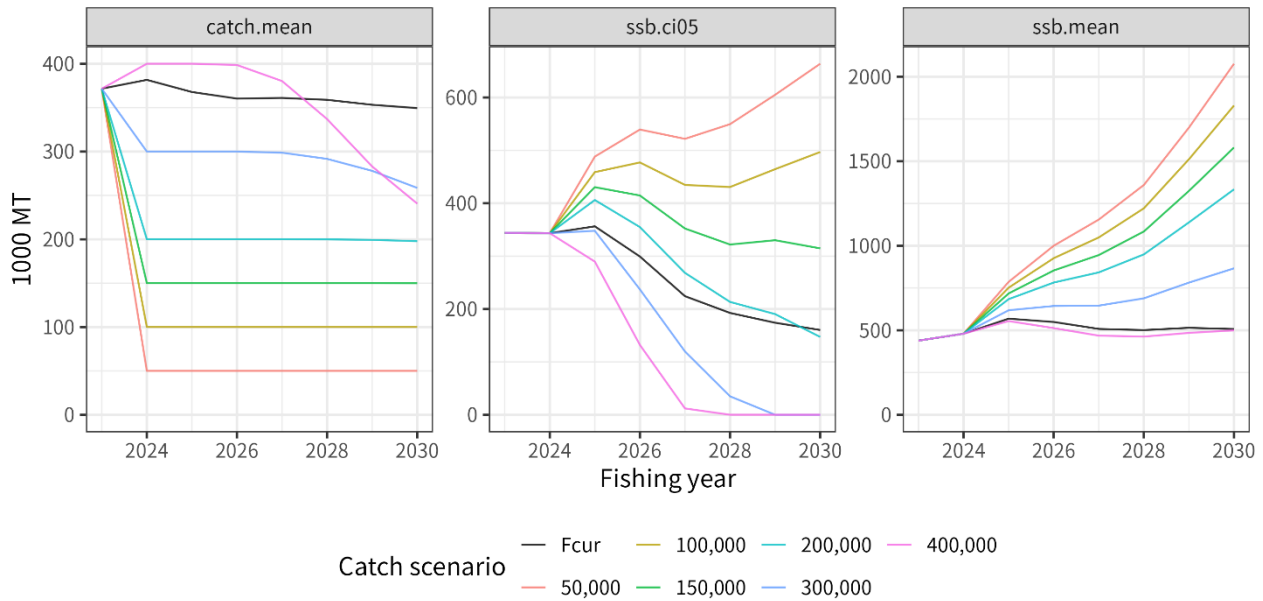 catch.mean ssb.ci05 ssb.mean
1000 MT
400
300
200
100
0
600
400
200
0
2000
1500
1000
500
0
2024 2026 2028 2030 2024 2026 2028 2030 2024 2026 2028 2030
Fishing year
Catch scenario
Fcur 100,000 200,000 400,000
50,000 150,000 300,000